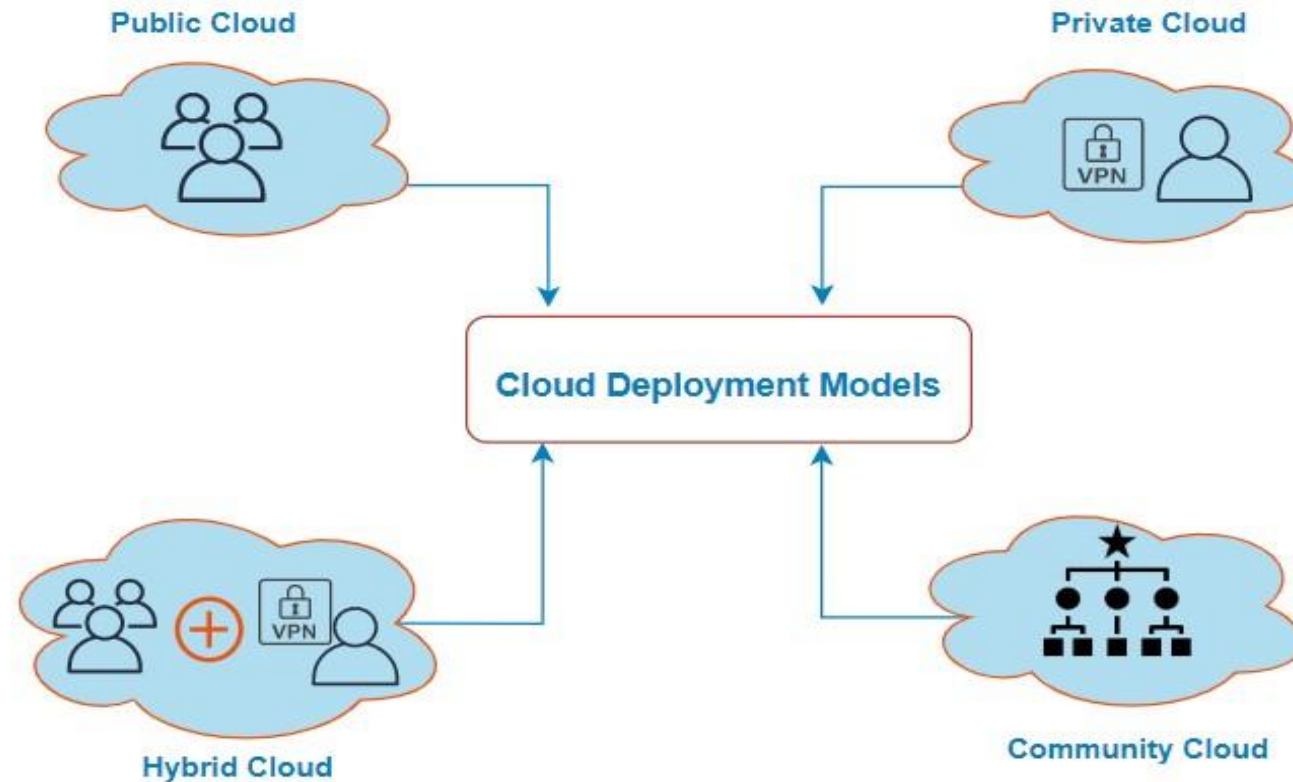 Public Cloud
Private Cloud
VPN
Cloud Deployment Models
VPN
Hybrid Cloud
Community Cloud